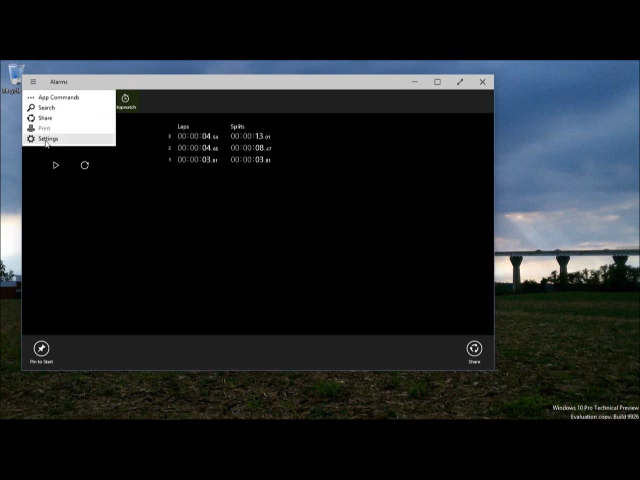 Alarms
App Commands
Search
Share
Print
Settings
Laps Splits
3 00:00:04.54 00:00:13.01
2 00:00:04.66 00:00:08.47
1 00:00:03.81 00:00:03.81
Pin to Start
Share
Windows 10 Pro Technical Preview
Evaluation copy. Build 9926